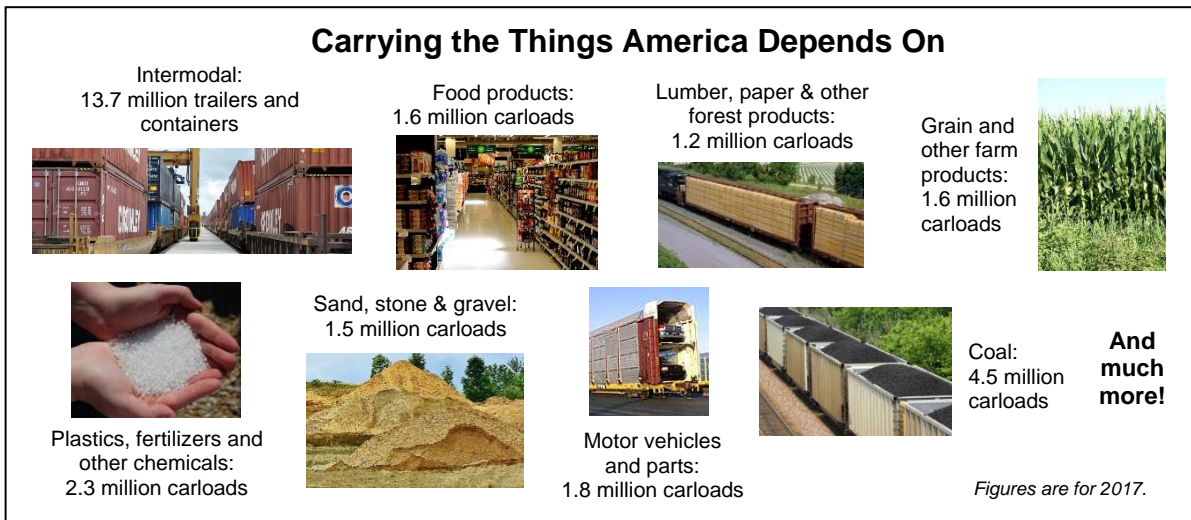 Carrying the Things America Depends On
Intermodal:
13.7 million trailers and
containers
Food products:
1.6 million carloads
Lumber, paper & other
forest products:
1.2 million carloads
Grain and
other farm
products:
1.6 million
carloads
Plastics, fertilizers and
other chemicals:
2.3 million carloads
Sand, stone & gravel:
1.5 million carloads
Motor vehicles
and parts:
1.8 million carloads
Coal:
4.5 million
carloads
And
much
more!
Figures are for 2017.